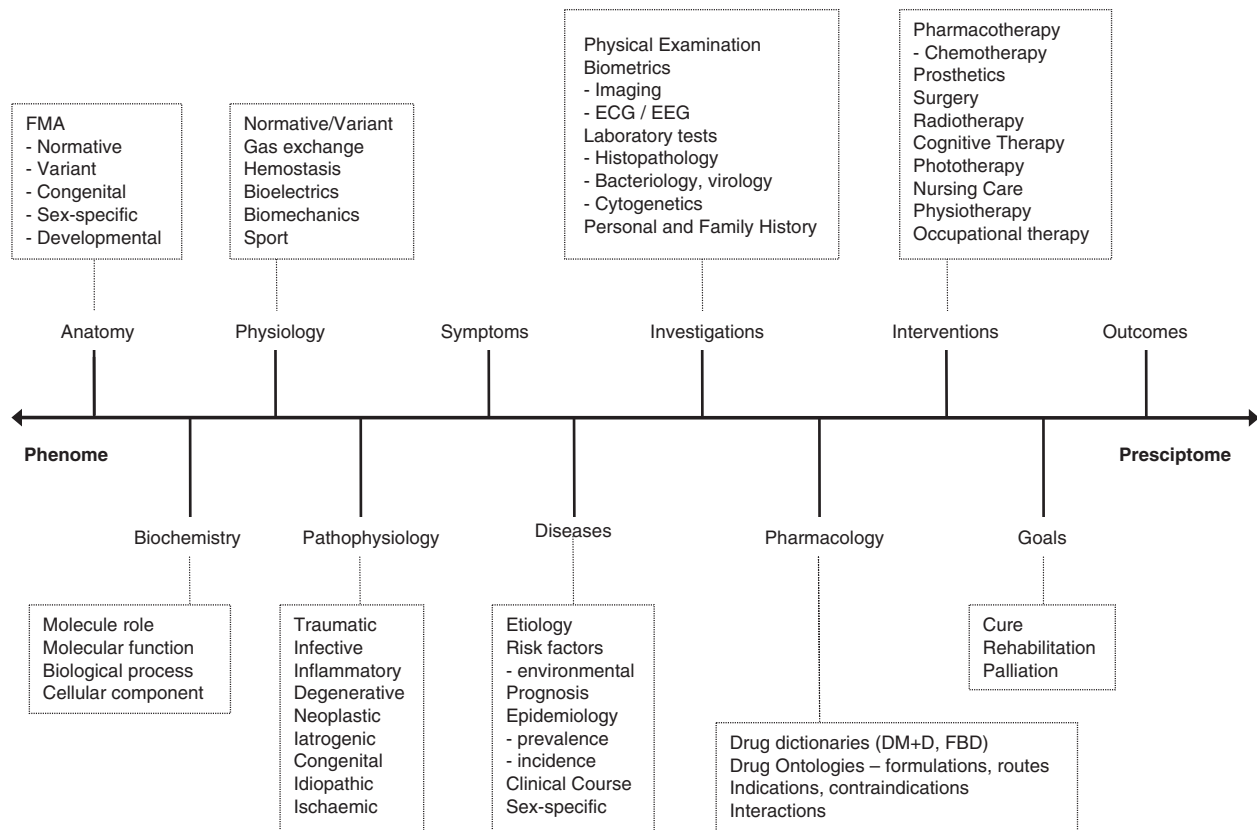 FMA
- Normative
- Variant
- Congenital
- Sex-specific
- Developmental
Normative/Variant
Gas exchange
Hemostasis
Bioelectrics
Biomechanics
Sport
Physical Examination
Biometrics
- Imaging
- ECG / EEG
Laboratory tests
- Histopathology
- Bacteriology, virology
- Cytogenetics
Personal and Family History
Pharmacotherapy
- Chemotherapy
Prosthetics
Surgery
Radiotherapy
Cognitive Therapy
Phototherapy
Nursing Care
Physiotherapy
Occupational therapy
Anatomy
Physiology
Symptoms
Investigations
Interventions
Outcomes
Phenome
Presciptome
Biochemistry
Pathophysiology
Diseases
Pharmacology
Goals
Molecule role
Molecular function
Biological process
Cellular component
Traumatic
Infective
Inflammatory
Degenerative
Neoplastic
Iatrogenic
Congenital
Idiopathic
Ischaemic
Etiology
Risk factors
- environmental
Prognosis
Epidemiology
- prevalence
- incidence
Clinical Course
Sex-specific
Drug dictionaries (DM+D, FBD)
Drug Ontologies – formulations, routes
Indications, contraindications
Interactions
Cure
Rehabilitation
Palliation